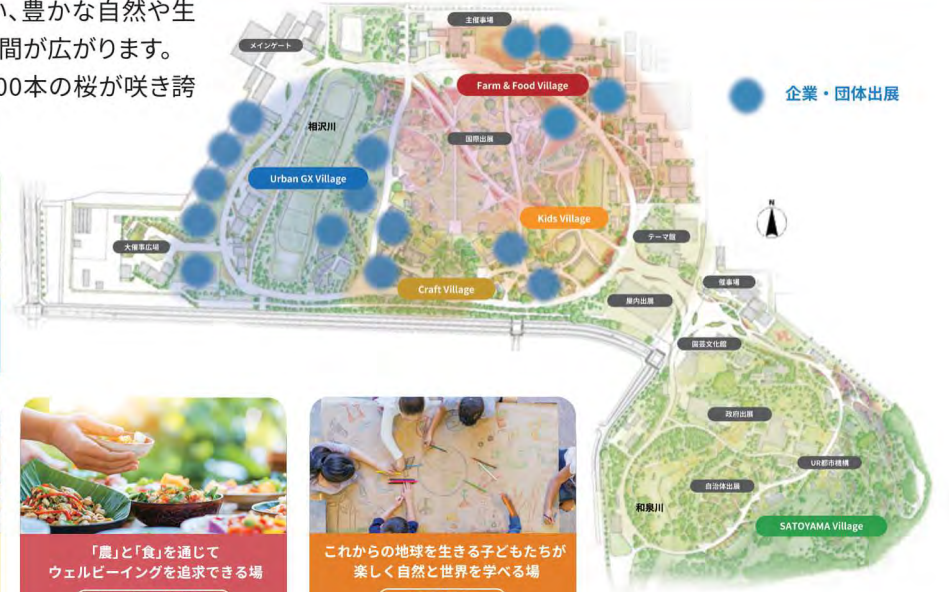 い、豊かな自然や生
間が広がります。
00本の桜が咲き誇
主催事場
メインゲート
Farm & Food Village
企業・団体出展
相沢川
国際出展
Urban GX Village
Kids Village
大催事広場
テーマ館
Craft Village
催事場
屋内出展
園芸文化館
政府出展
UR都市機構
自治体出展
和泉川
SATOYAMA Village
N
「農」と「食」を通じて
ウェルビーイングを追求できる場
これからの地球を生きる子どもたちが
楽しく自然と世界を学べる場